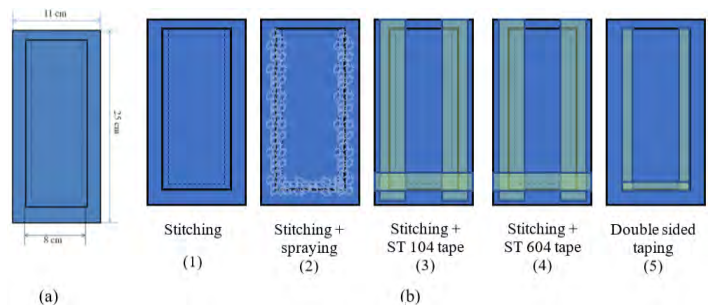 11 cm
25 cm
8 cm
(a)
Stitching
(1)
Stitching +
spraying
(2)
Stitching +
ST 104 tape
(3)
Stitching +
ST 604 tape
(4)
Double sided
taping
(5)
(b)